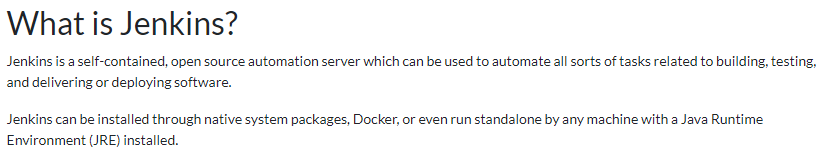 What is Jenkins?
Jenkins is a self-contained, open source automation server which can be used to automate all sorts of tasks related to building, testing,
and delivering or deploying software.
Jenkins can be installed through native system packages, Docker, or even run standalone by any machine with a Java Runtime
Environment (JRE) installed.